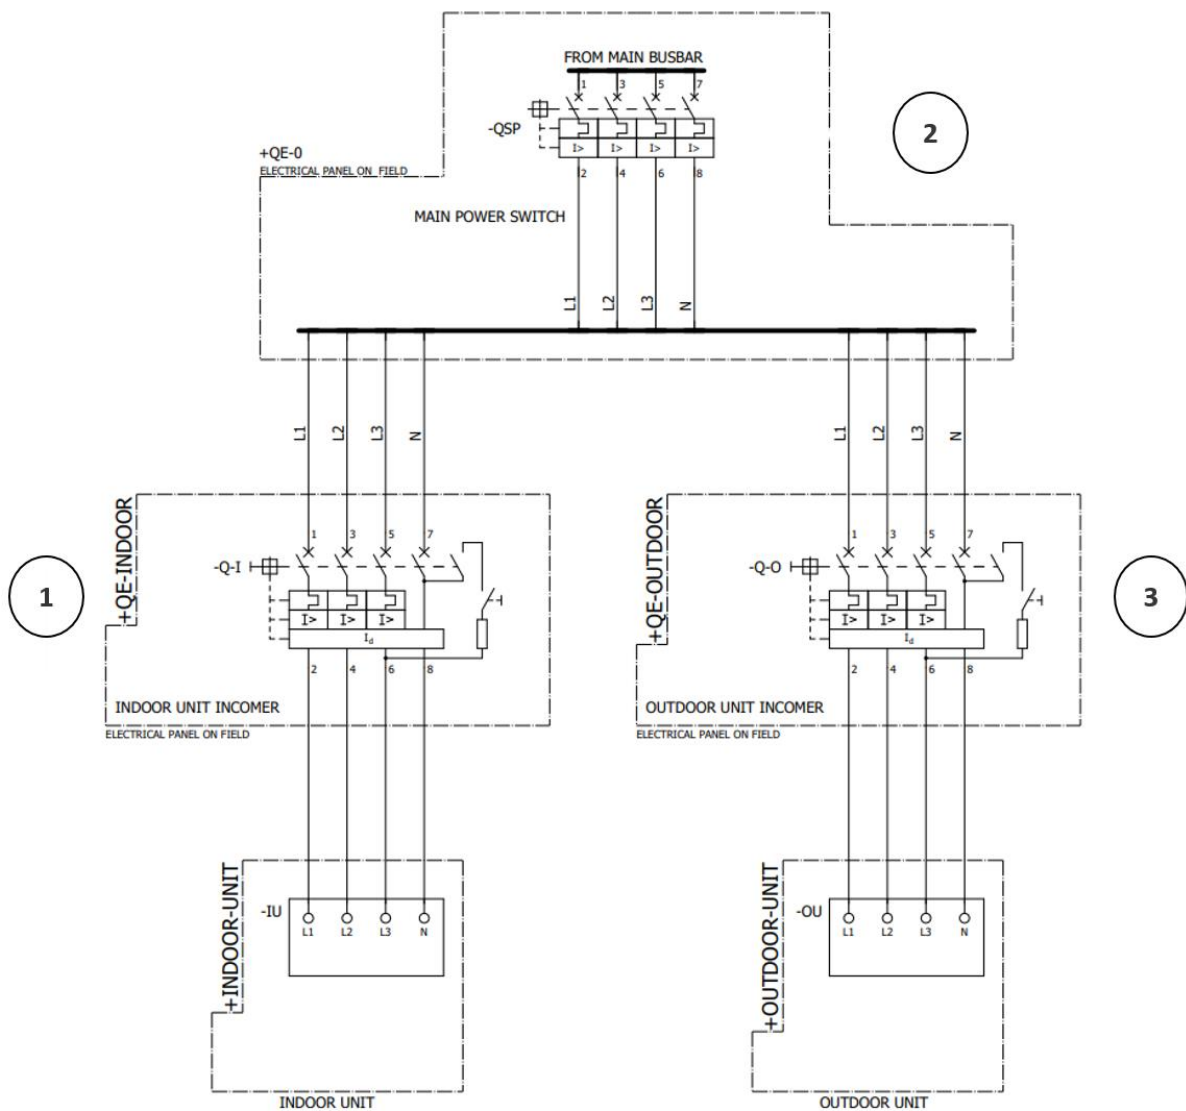 FROM MAIN BUSBAR
1 3 5 7
2
-QSP
I> I> I> I>
+QE-0
ELECTRICAL PANEL ON FIELD
2 4 6 8
MAIN POWER SWITCH
L1 L2 L3 N
L1 L2 L3 N
L1 L2 L3 N
+QE-INDOOR
1 3 5 7
-Q-I
1
I> I> I>
Id
2 4 6 8
INDOOR UNIT INCOMER
ELECTRICAL PANEL ON FIELD
+QE-OUTDOOR
1 3 5 7
-Q-O
3
I> I> I>
Id
2 4 6 8
OUTDOOR UNIT INCOMER
ELECTRICAL PANEL ON FIELD
+INDOOR-UNIT
-IU
L1 L2 L3 N
INDOOR UNIT
+OUTDOOR-UNIT
-OU
L1 L2 L3 N
OUTDOOR UNIT